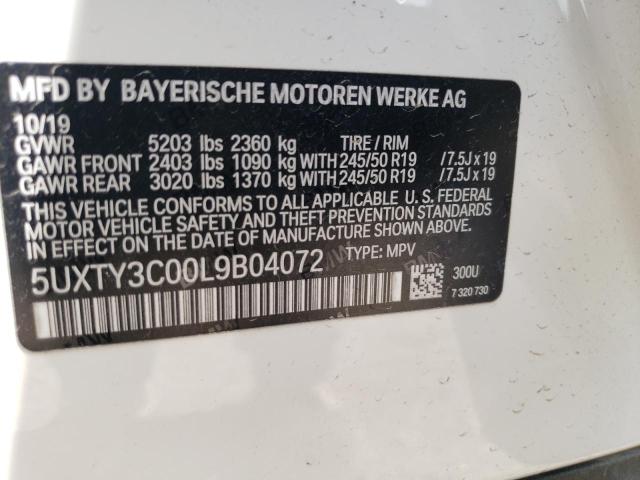 MFD BY BAYERISCHE MOTOREN WERKE AG
10/19
GVWR 5203 lbs 2360 kg TIRE / RIM
GAWR FRONT 2403 lbs 1090 kg WITH 245/50 R19 /7.5J x 19
GAWR REAR 3020 lbs 1370 kg WITH 245/50 R19 /7.5J x 19
THIS VEHICLE CONFORMS TO ALL APPLICABLE U. S. FEDERAL
MOTOR VEHICLE SAFETY AND THEFT PREVENTION STANDARDS
IN EFFECT ON THE DATE OF MANUFACTURE SHOWN ABOVE.
5UXTY3C00L9B04072 TYPE: MPV
300U
7 320 730